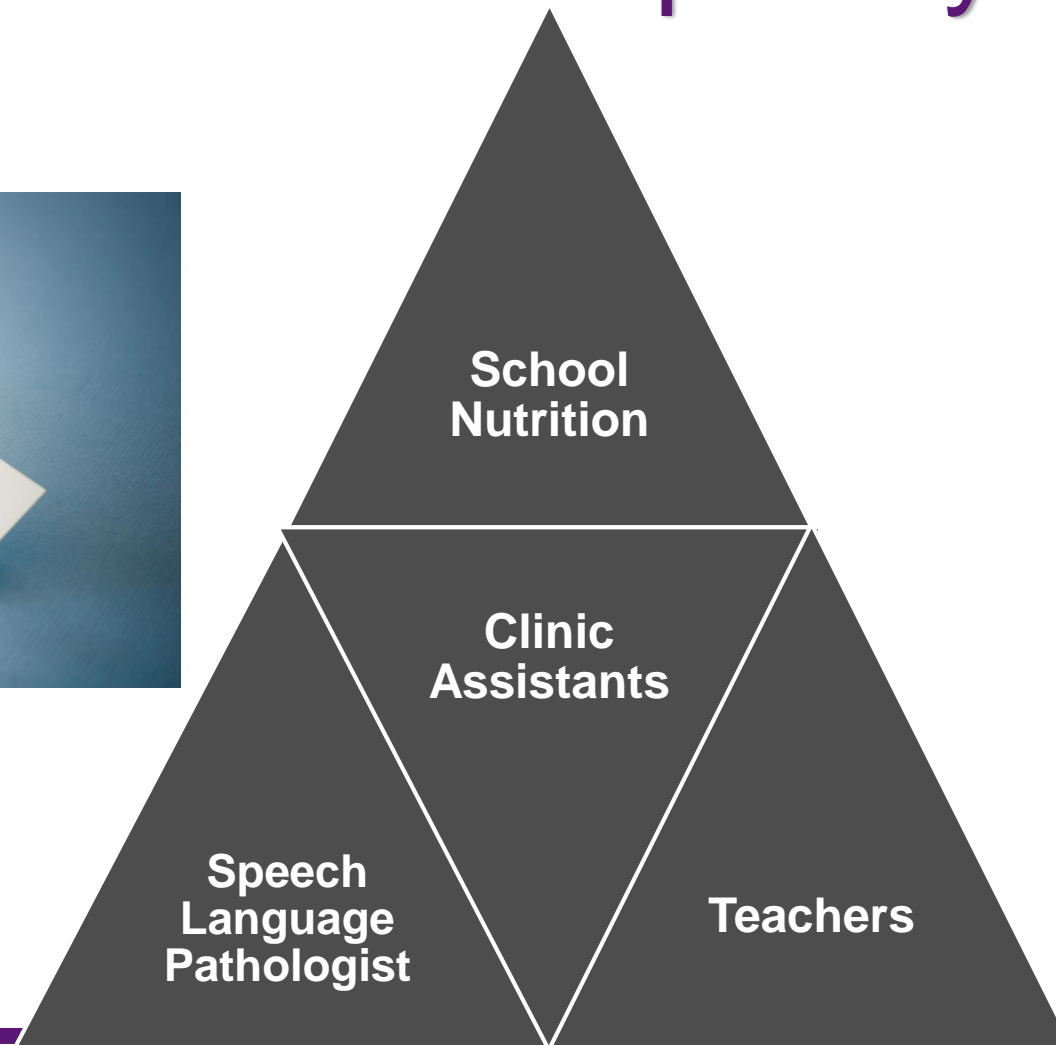 School
Nutrition
Clinic
Assistants
Speech
Language
Pathologist
Teachers